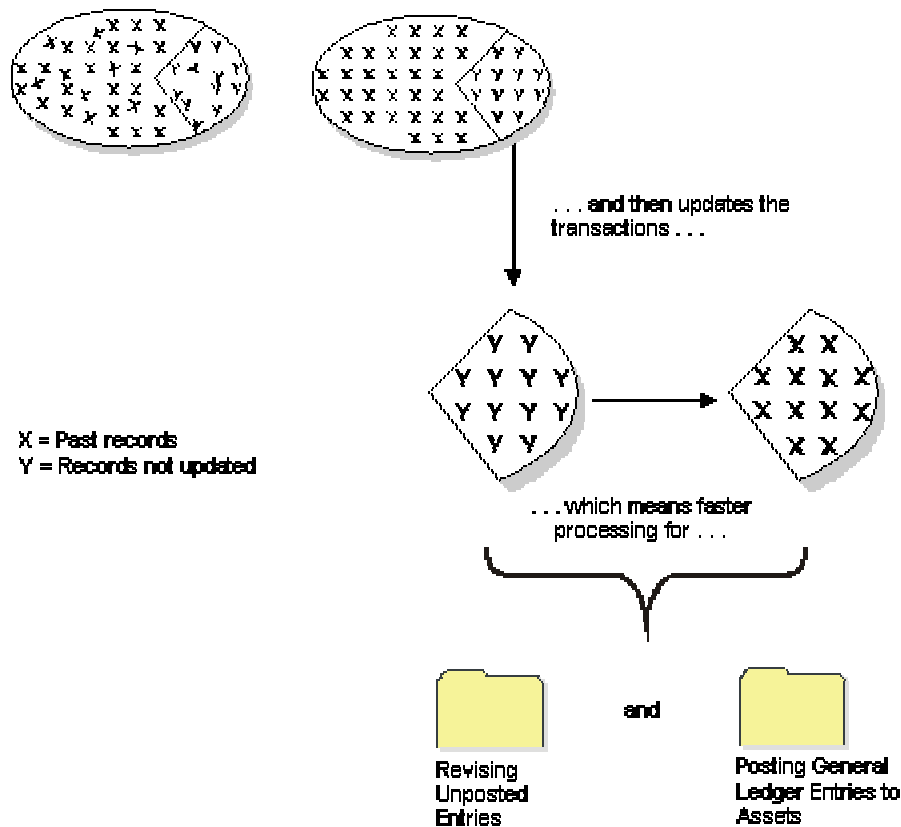 . . . and then updates the
transactions . . .
Y Y
Y Y Y Y
Y Y Y Y
Y Y
X X
X X X X
X X X X
X X
X = Past records
Y = Records not updated
. . . which means faster
processing for . . .
and
Revising
Unposted
Entries
Posting General
Ledger Entries to
Assets